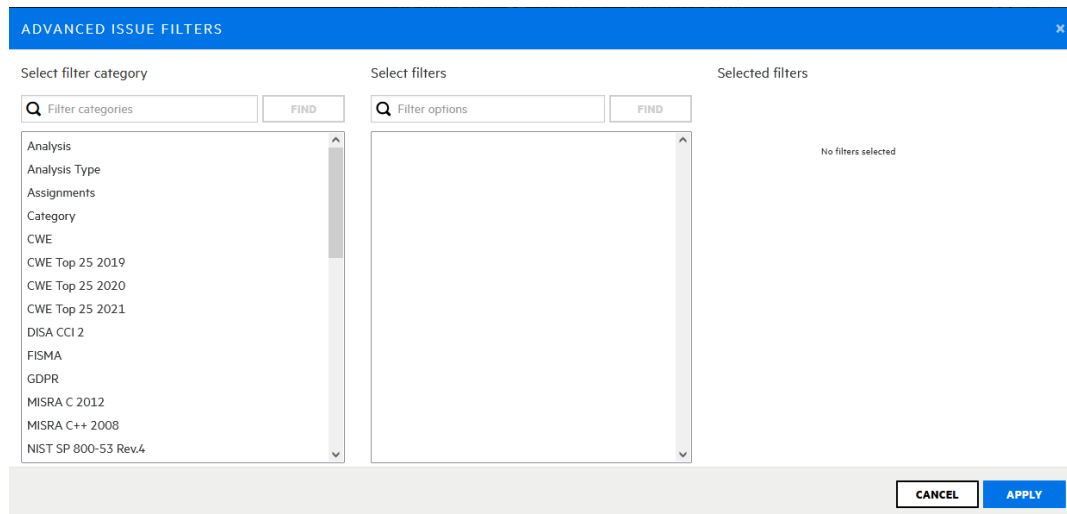 ADVANCED ISSUE FILTERS
×
Select filter category
Select filters
Selected filters
Filter categories
FIND
Filter options
FIND
No filters selected
Analysis
Analysis Type
Assignments
Category
CWE
CWE Top 25 2019
CWE Top 25 2020
CWE Top 25 2021
DISA CCI 2
FISMA
GDPR
MISRA C 2012
MISRA C++ 2008
NIST SP 800-53 Rev.4
CANCEL
APPLY